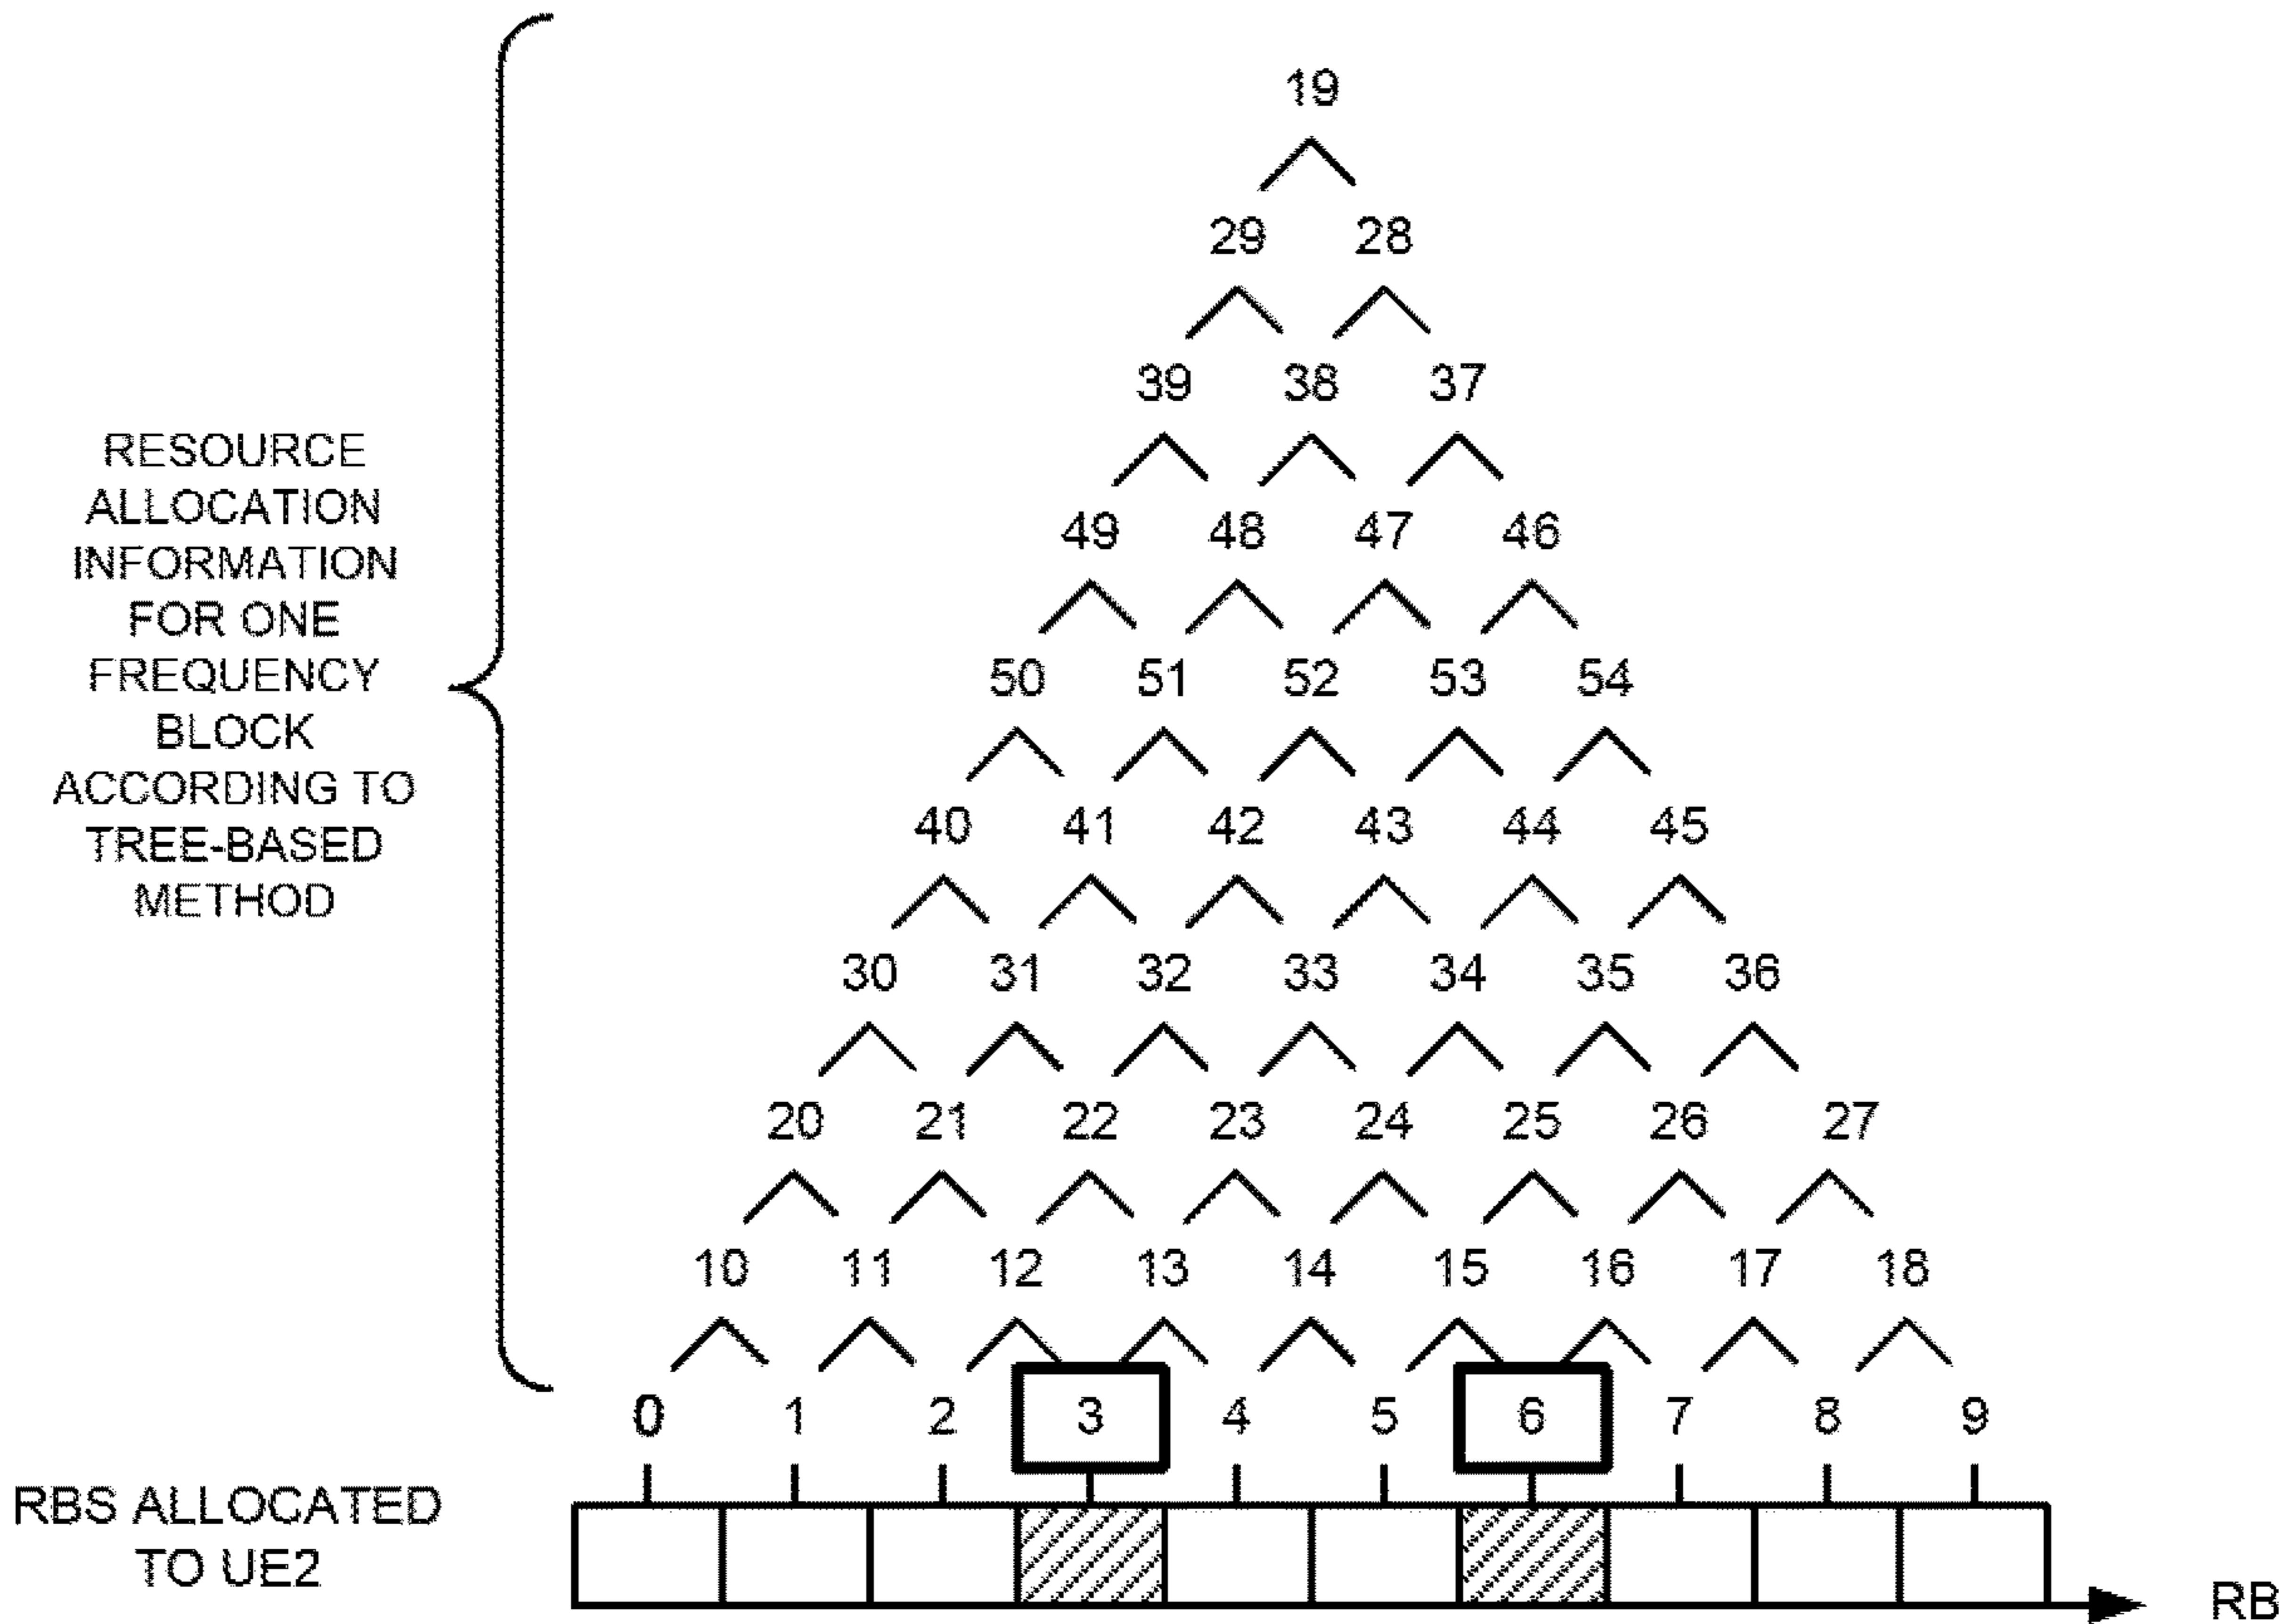 19
29 28
39 38 37
49 48 47 46
50 51 52 53 54
40 41 42 43 44 45
30 31 32 33 34 35 36
20 21 22 23 24 25 26 27
10 11 12 13 14 15 16 17 18
0 1 2 3 4 5 6 7 8 9
RESOURCE
ALLOCATION
INFORMATION
FOR ONE
FREQUENCY
BLOCK
ACCORDING TO
TREE-BASED
METHOD
RBS ALLOCATED
TO UE2
RB